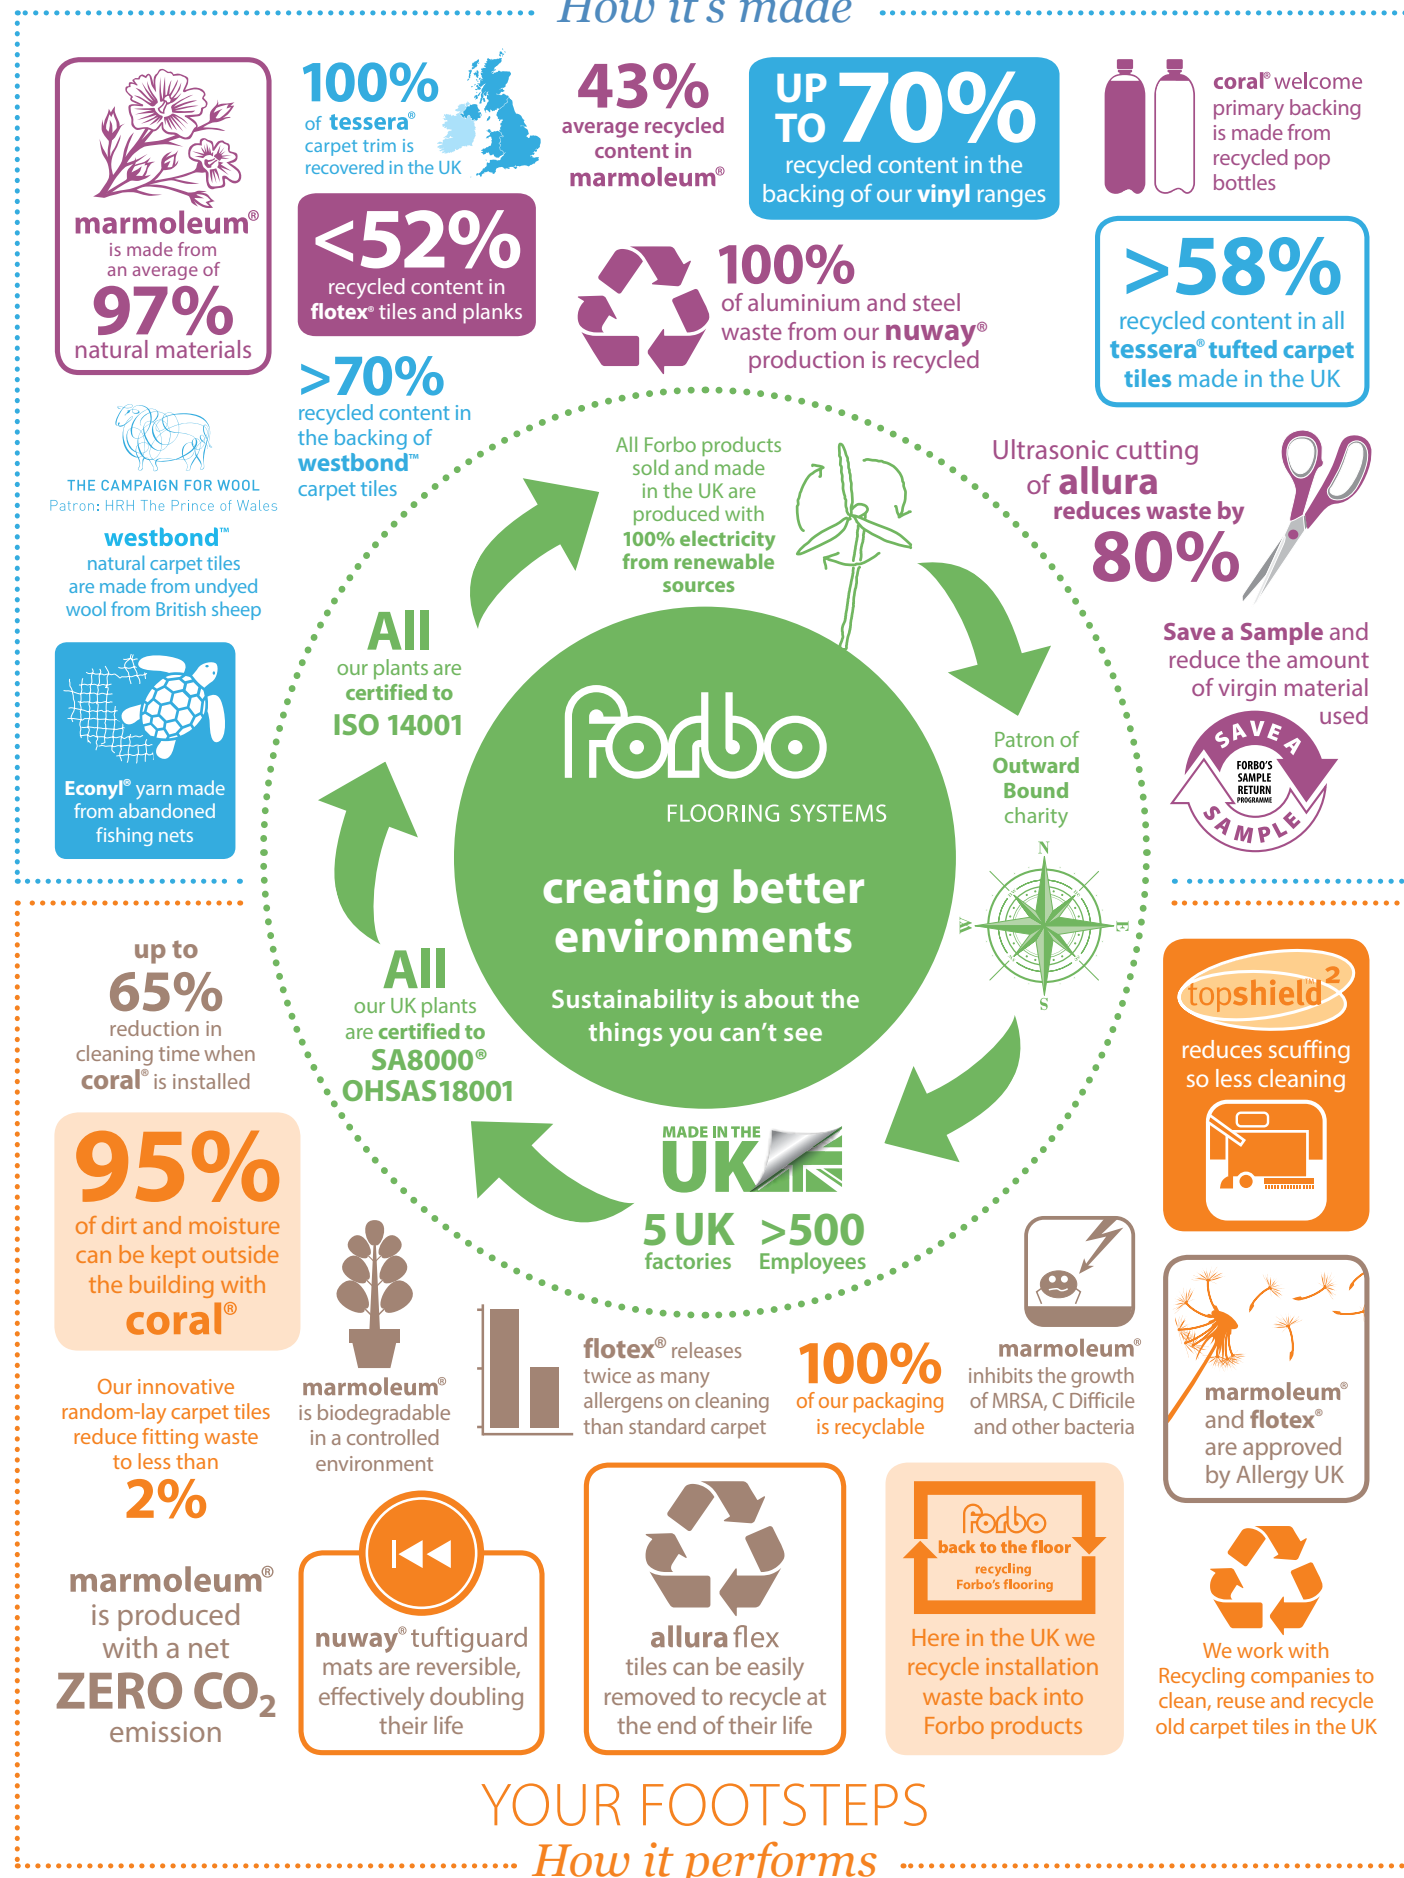 How it's made
marmoleum®
is made from
an average of
97%
natural materials
100%
of tessera®
carpet trim is
recovered in the UK
43%
average recycled
content in
marmoleum®
UP
TO 70%
recycled content in the
backing of our vinyl ranges
coral® welcome
primary backing
is made from
recycled pop
bottles
<52%
recycled content in
flotex® tiles and planks
100%
of aluminium and steel
waste from our nuway®
production is recycled
>58%
recycled content in all
tessera® tufted carpet
tiles made in the UK
>70%
recycled content in
the backing of
westbond™
carpet tiles
THE CAMPAIGN FOR WOOL
Patron: HRH The Prince of Wales
westbond™
natural carpet tiles
are made from undyed
wool from British sheep
Econyl® yarn made
from abandoned
fishing nets
Ultrasonic cutting
of allura
reduces waste by
80%
Save a Sample and
reduce the amount
of virgin material
used
SAVE A
FORBO'S
SAMPLE
RETURN
PROGRAMME
SAMPLE
All Forbo products
sold and made
in the UK are
produced with
100% electricity
from renewable
sources
All
our plants are
certified to
ISO 14001
Patron of
Outward
Bound
charity
N
W
E
S
forbo
FLOORING SYSTEMS
creating better
environments
Sustainability is about the
things you can't see
All
our UK plants
are certified to
SA8000®
OHSAS18001
MADE IN THE
UK
5 UK
factories
>500
Employees
up to
65%
reduction in
cleaning time when
coral® is installed
95%
of dirt and moisture
can be kept outside
the building with
coral®
Our innovative
random-lay carpet tiles
reduce fitting waste
to less than
2%
marmoleum®
is produced
with a net
ZERO CO₂
emission
marmoleum®
is biodegradable
in a controlled
environment
flotex® releases
twice as many
allergens on cleaning
than standard carpet
100%
of our packaging
is recyclable
marmoleum®
inhibits the growth
of MRSA, C Difficile
and other bacteria
topshield™2
reduces scuffing
so less cleaning
marmoleum®
and flotex®
are approved
by Allergy UK
nuway® tuftiguard
mats are reversible,
effectively doubling
their life
allura flex
tiles can be easily
removed to recycle at
the end of their life
forbo
back to the floor
recycling
Forbo's flooring
Here in the UK we
recycle installation
waste back into
Forbo products
We work with
Recycling companies to
clean, reuse and recycle
old carpet tiles in the UK
YOUR FOOTSTEPS
How it performs